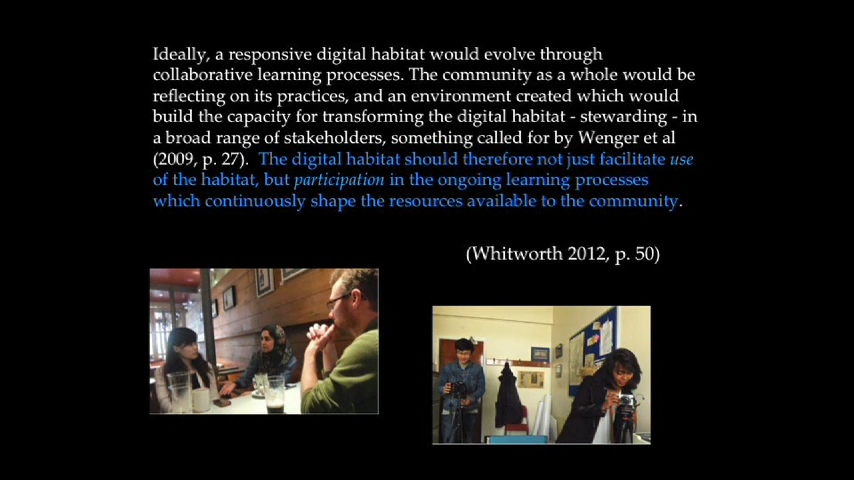 Ideally, a responsive digital habitat would evolve through
collaborative learning processes. The community as a whole would be
reflecting on its practices, and an environment created which would
build the capacity for transforming the digital habitat - stewarding - in
a broad range of stakeholders, something called for by Wenger et al
(2009, p. 27).  The digital habitat should therefore not just facilitate use
of the habitat, but participation in the ongoing learning processes
which continuously shape the resources available to the community.
(Whitworth 2012, p. 50)